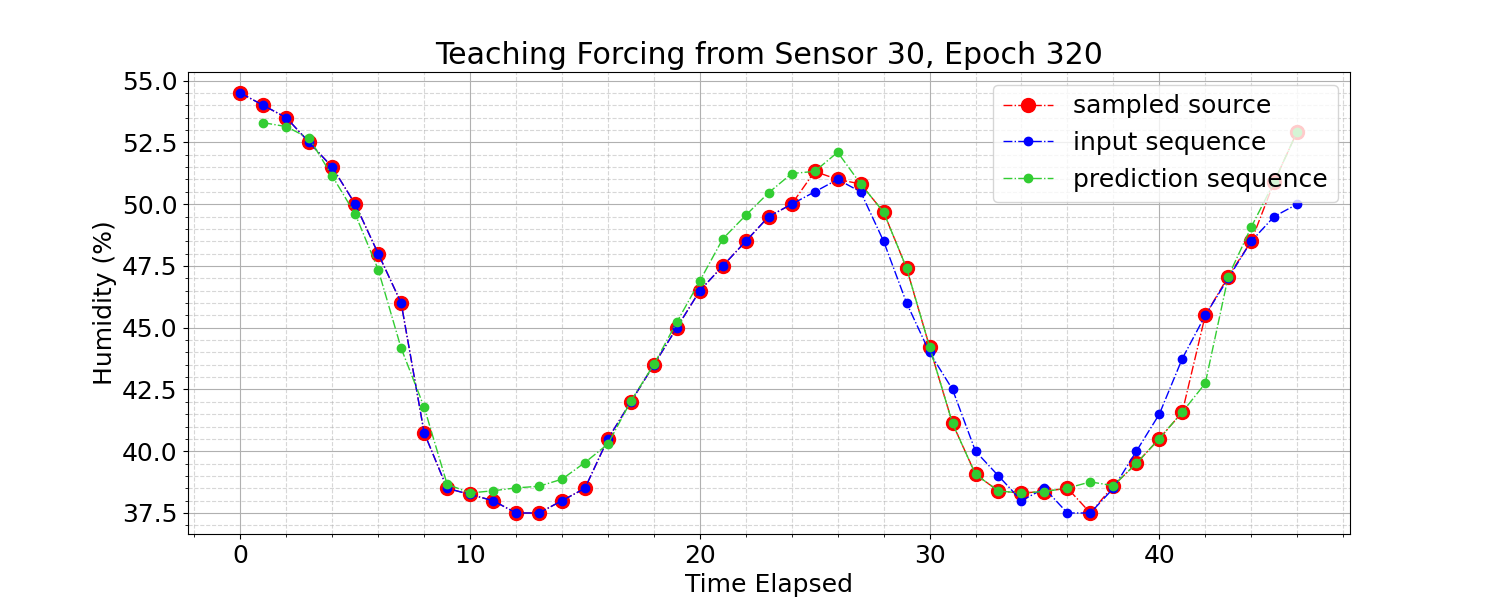 Teaching Forcing from Sensor 30, Epoch 320
55.0
52.5
50.0
47.5
45.0
42.5
40.0
37.5
Humidity (%)
sampled source
input sequence
prediction sequence
0 10 20 30 40
Time Elapsed